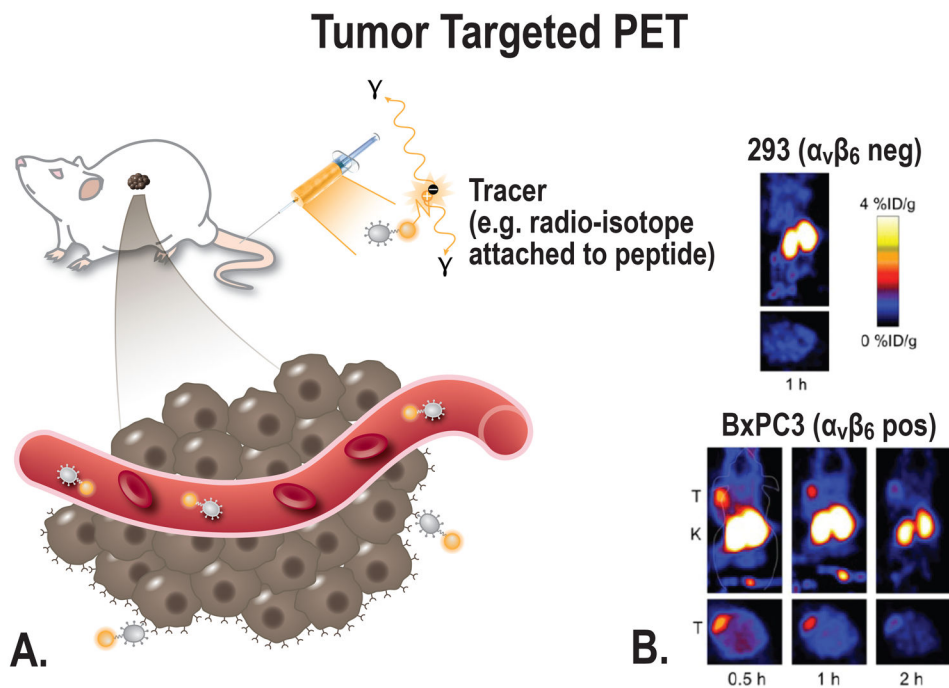 Tumor Targeted PET
γ
Tracer
(e.g. radio-isotope
attached to peptide)
γ
A.
293 (αvβ6 neg)
4 %ID/g
0 %ID/g
1 h
BxPC3 (αvβ6 pos)
T
K
T
0.5 h
1 h
2 h
B.